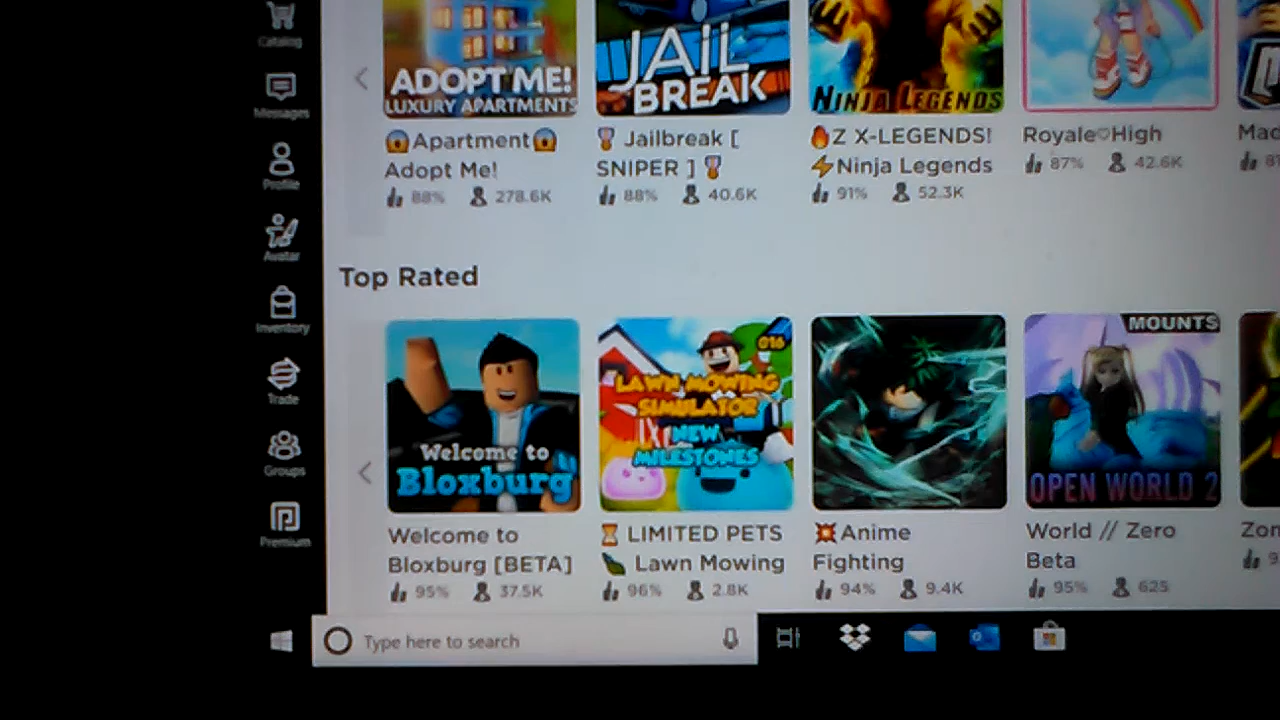 Catalog
Messages
Profile
Avatar
Inventory
Trade
Groups
Premium
ADOPT ME!
LUXURY APARTMENTS
JAIL
BREAK
NINJA LEGENDS
😱Apartment😱
Adopt Me!
88% 278.6K
🎖 Jailbreak [
SNIPER ] 🎖
88% 40.6K
🔥Z X-LEGENDS!
⚡Ninja Legends
91% 52.3K
Royale♡High
87% 42.6K
Mad
Top Rated
Welcome to
Bloxburg
016
LAWN MOWING
SIMULATOR
NEW
MILESTONES
MOUNTS
OPEN WORLD 2
Welcome to
Bloxburg [BETA]
95% 37.5K
⏳ LIMITED PETS
Lawn Mowing
96% 2.8K
💥Anime
Fighting
94% 9.4K
World // Zero
Beta
95% 625
Zom
Type here to search